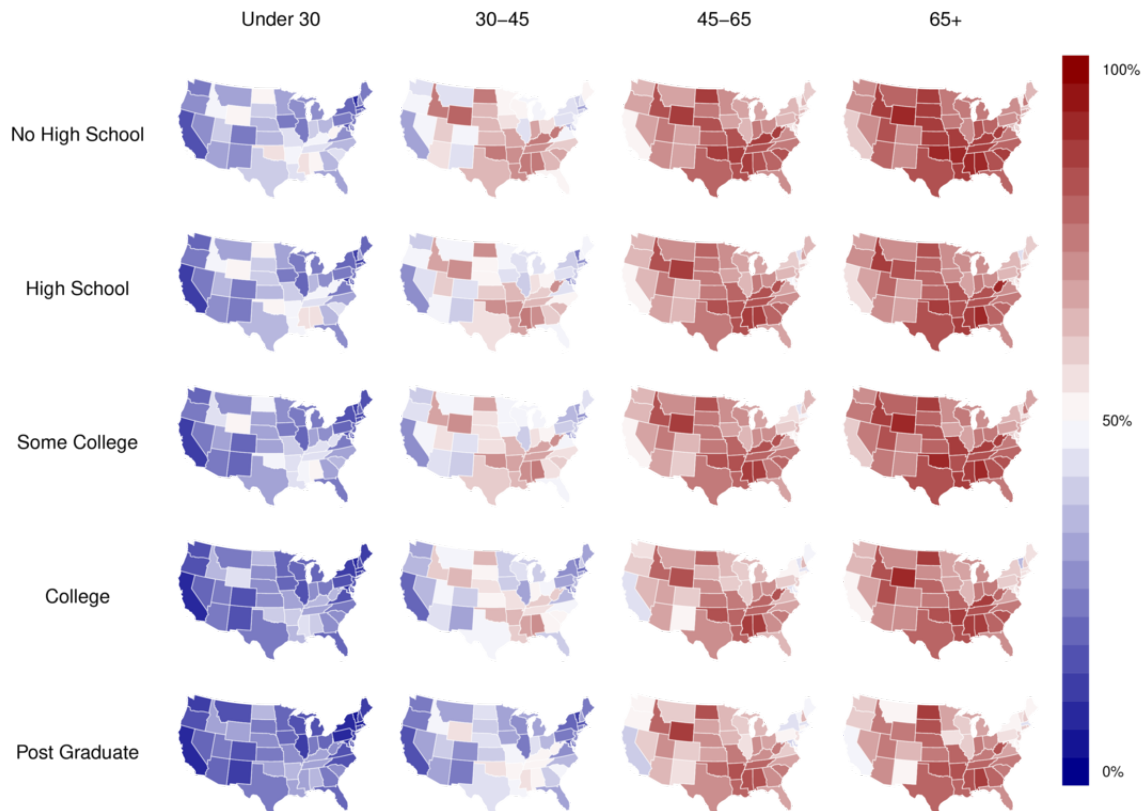 Under 30 30–45 45–65 65+
100%
No High School
High School
50%
Some College
College
Post Graduate
0%